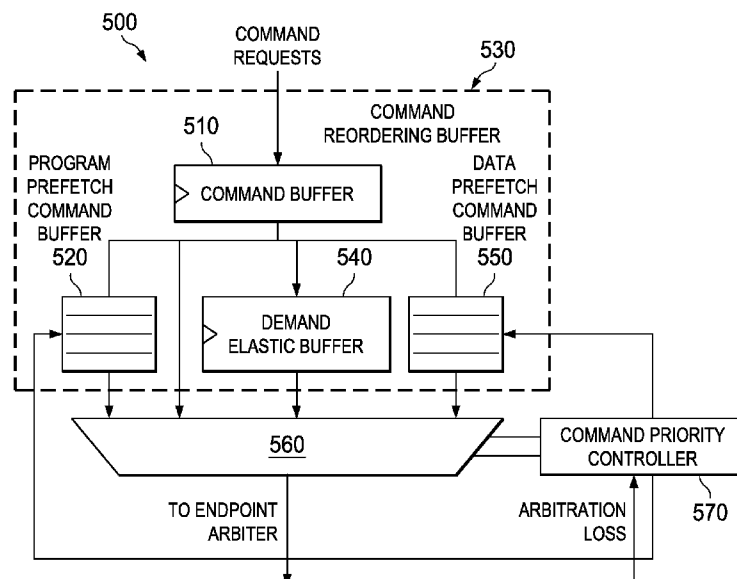 500
COMMAND
REQUESTS
530
COMMAND
REORDERING BUFFER
510
PROGRAM
PREFETCH
COMMAND
BUFFER
COMMAND BUFFER
DATA
PREFETCH
COMMAND
BUFFER
520
540
550
DEMAND
ELASTIC BUFFER
560
COMMAND PRIORITY
CONTROLLER
TO ENDPOINT
ARBITER
ARBITRATION
LOSS
570